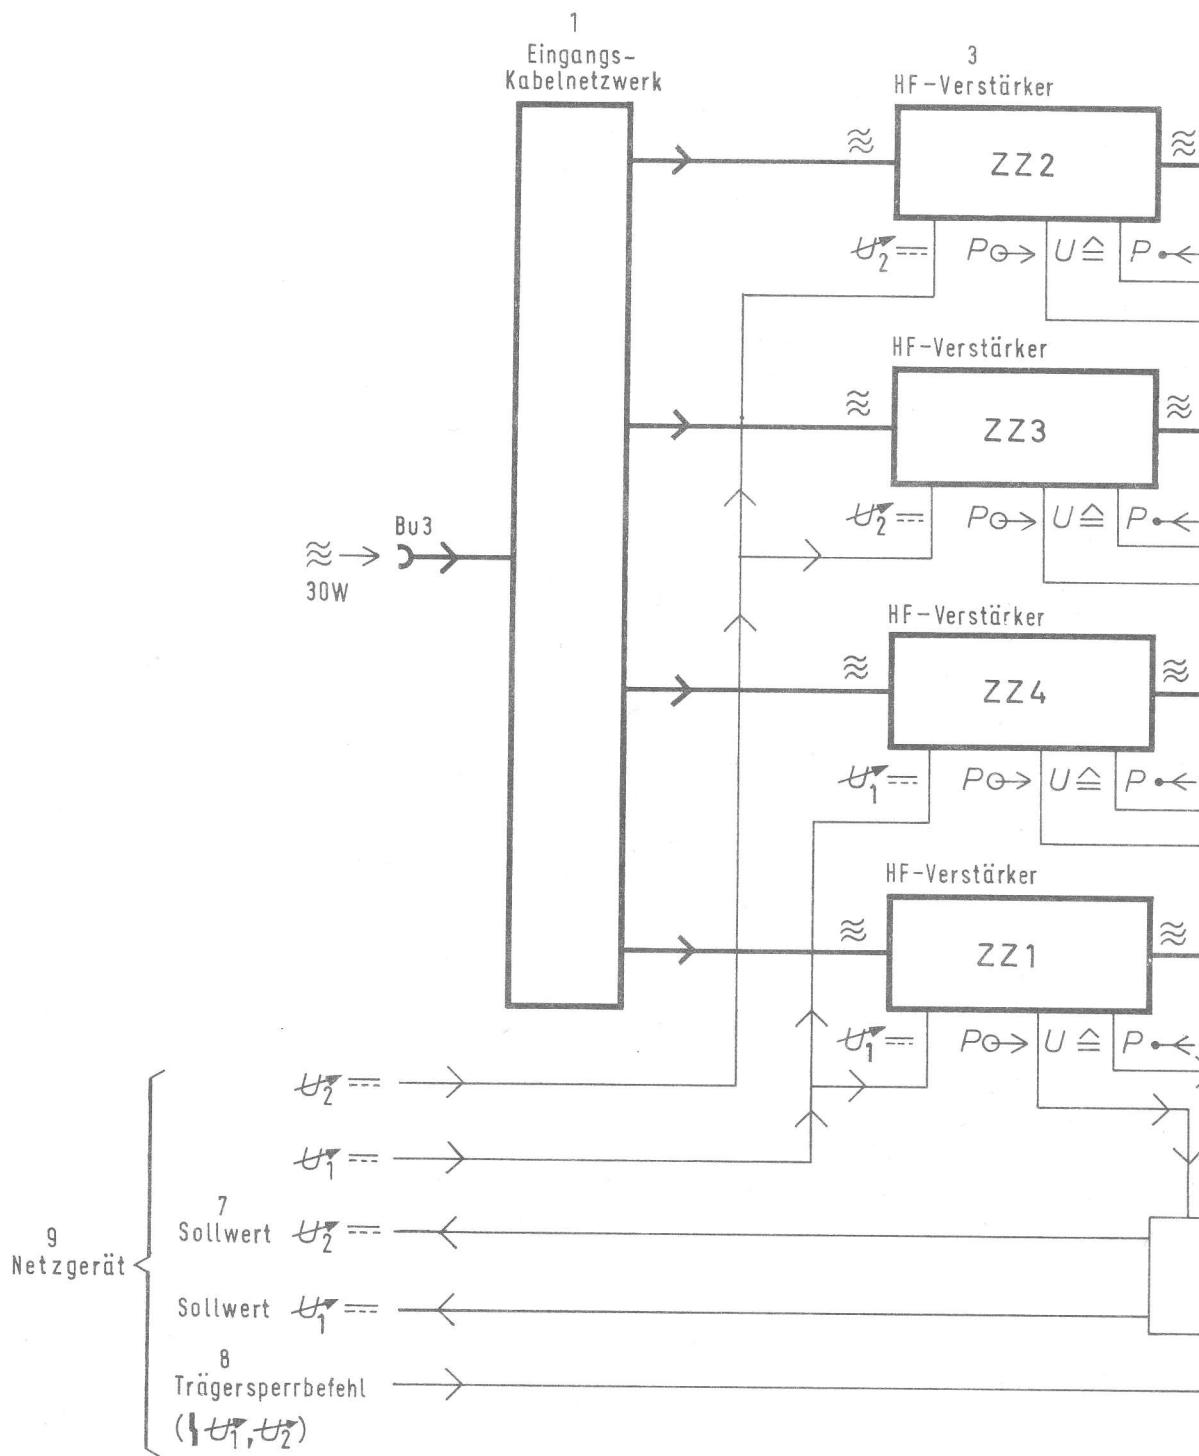 1
Eingangs-
Kabelnetzwerk
3
HF-Verstärker
ZZ2
U2 P U ≙ P
HF-Verstärker
ZZ3
U2 P U ≙ P
Bu3
30W
HF-Verstärker
ZZ4
U1 P U ≙ P
HF-Verstärker
ZZ1
U1 P U ≙ P
U2
U1
7
Sollwert U2
9
Netzgerät
Sollwert U1
8
Trägersperrbefehl
(U1, U2)